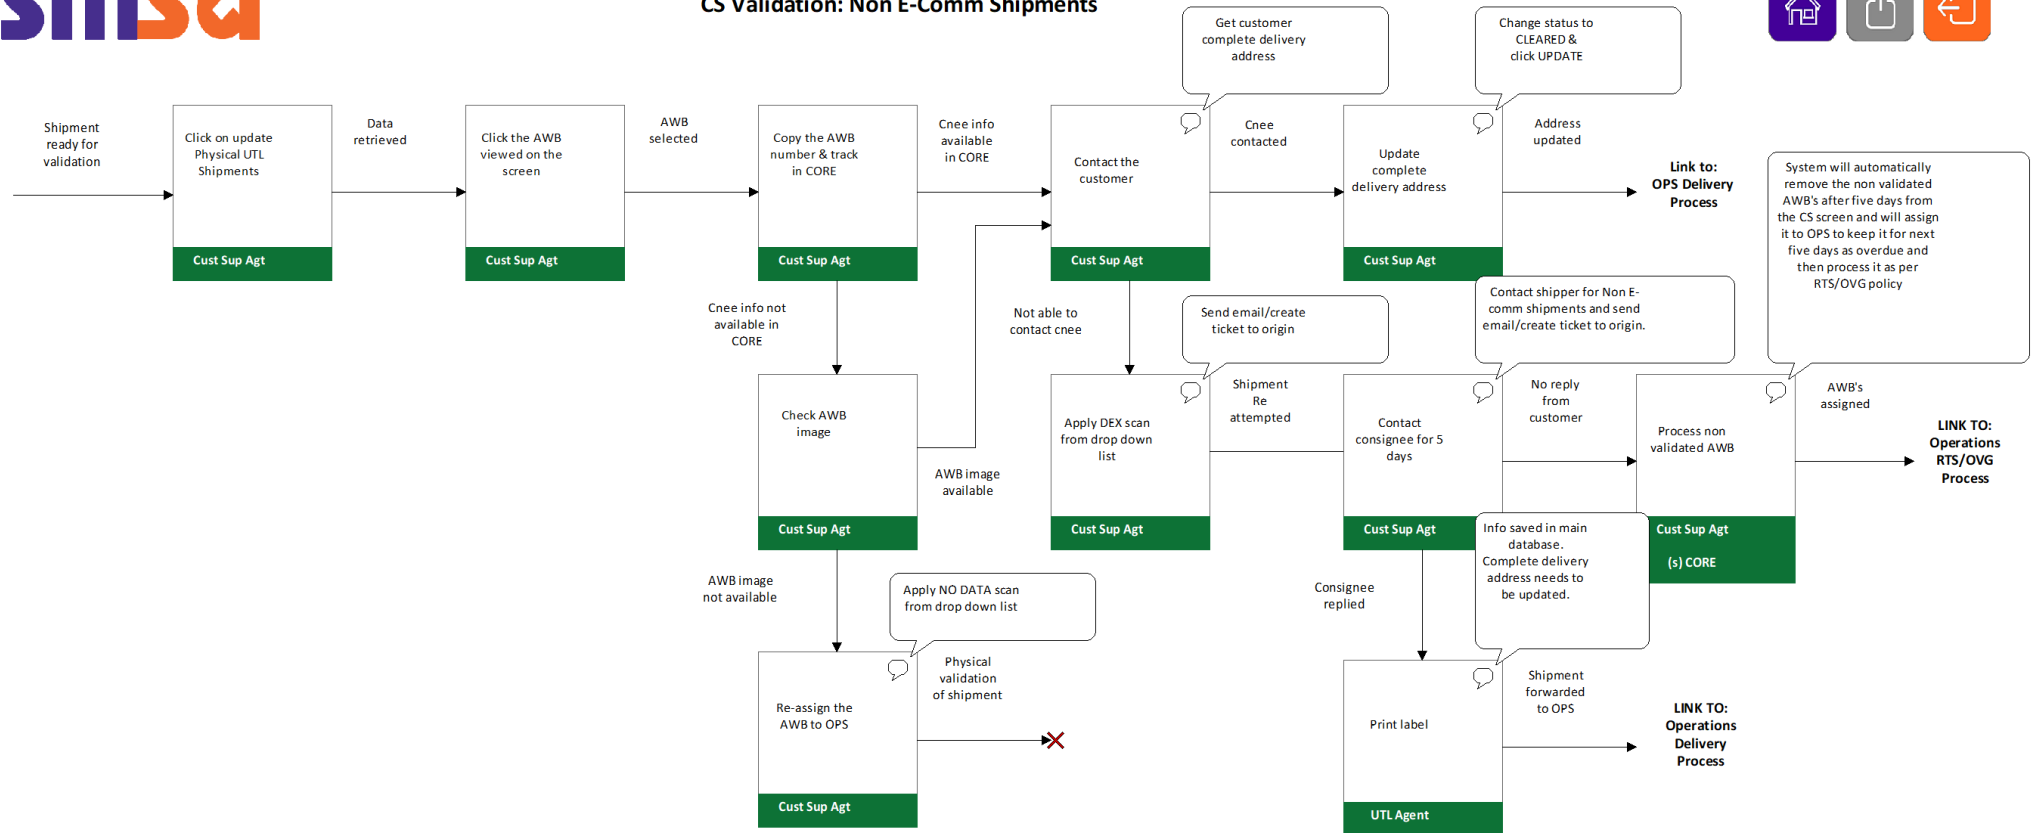 smsa
CS Validation: Non E-Comm Shipments
Get customer
complete delivery
address
Change status to
CLEARED &
click UPDATE
Shipment
ready for
validation
Click on update
Physical UTL
Shipments
Cust Sup Agt
Data
retrieved
Click the AWB
viewed on the
screen
Cust Sup Agt
AWB
selected
Copy the AWB
number & track
in CORE
Cust Sup Agt
Cnee info
available
in CORE
Contact the
customer
Cust Sup Agt
Cnee
contacted
Update
complete
delivery address
Cust Sup Agt
Address
updated
Link to:
OPS Delivery
Process
System will automatically
remove the non validated
AWB's after five days from
the CS screen and will assign
it to OPS to keep it for next
five days as overdue and
then process it as per
RTS/OVG policy
Cnee info not
available in
CORE
Not able to
contact cnee
Send email/create
ticket to origin
Contact shipper for Non E-
comm shipments and send
email/create ticket to origin.
Check AWB
image
Cust Sup Agt
AWB image
available
Apply DEX scan
from drop down
list
Cust Sup Agt
Shipment
Re
attempted
Contact
consignee for 5
days
Cust Sup Agt
No reply
from
customer
Process non
validated AWB
Cust Sup Agt
(s) CORE
AWB's
assigned
LINK TO:
Operations
RTS/OVG
Process
AWB image
not available
Apply NO DATA scan
from drop down list
Consignee
replied
Info saved in main
database.
Complete delivery
address needs to
be updated.
Re-assign the
AWB to OPS
Cust Sup Agt
Physical
validation
of shipment
Print label
UTL Agent
Shipment
forwarded
to OPS
LINK TO:
Operations
Delivery
Process